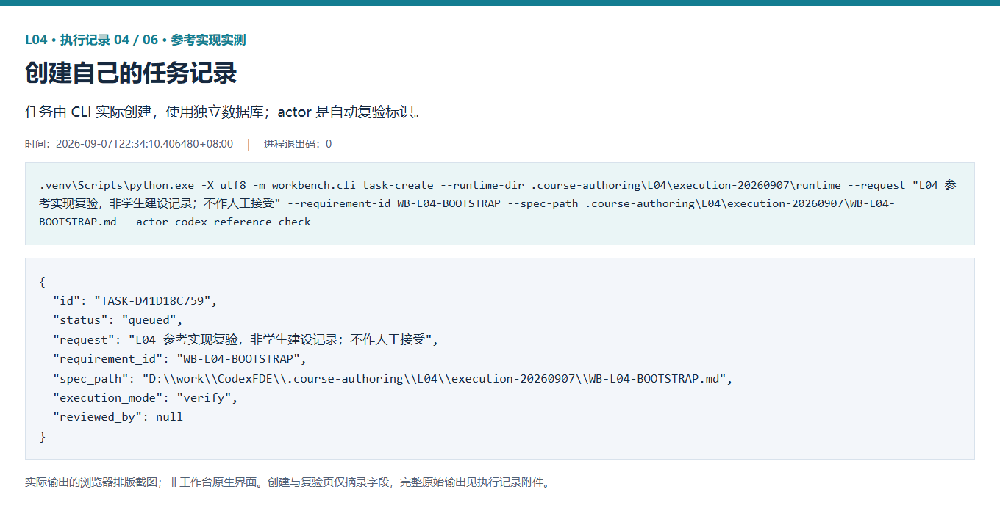 L04 • 执行记录 04 / 06 • 参考实现实测
创建自己的任务记录
任务由 CLI 实际创建，使用独立数据库；actor 是自动复验标识。
时间：2026-09-07T22:34:10.406480+08:00 | 进程退出码：0
.venv\Scripts\python.exe -X utf8 -m workbench.cli task-create --runtime-dir .course-authoring\L04\execution-20260907\runtime --request "L04 参
考实现复验，非学生建设记录；不作人工接受" --requirement-id WB-L04-BOOTSTRAP --spec-path .course-authoring\L04\execution-20260907\WB-L04-
BOOTSTRAP.md --actor codex-reference-check
{
  "id": "TASK-D41D18C759",
  "status": "queued",
  "request": "L04 参考实现复验，非学生建设记录；不作人工接受",
  "requirement_id": "WB-L04-BOOTSTRAP",
  "spec_path": "D:\\work\\CodexFDE\\.course-authoring\\L04\\execution-20260907\\WB-L04-BOOTSTRAP.md",
  "execution_mode": "verify",
  "reviewed_by": null
}
实际输出的浏览器排版截图；非工作台原生界面。创建与复验页仅摘录字段，完整原始输出见执行记录附件。